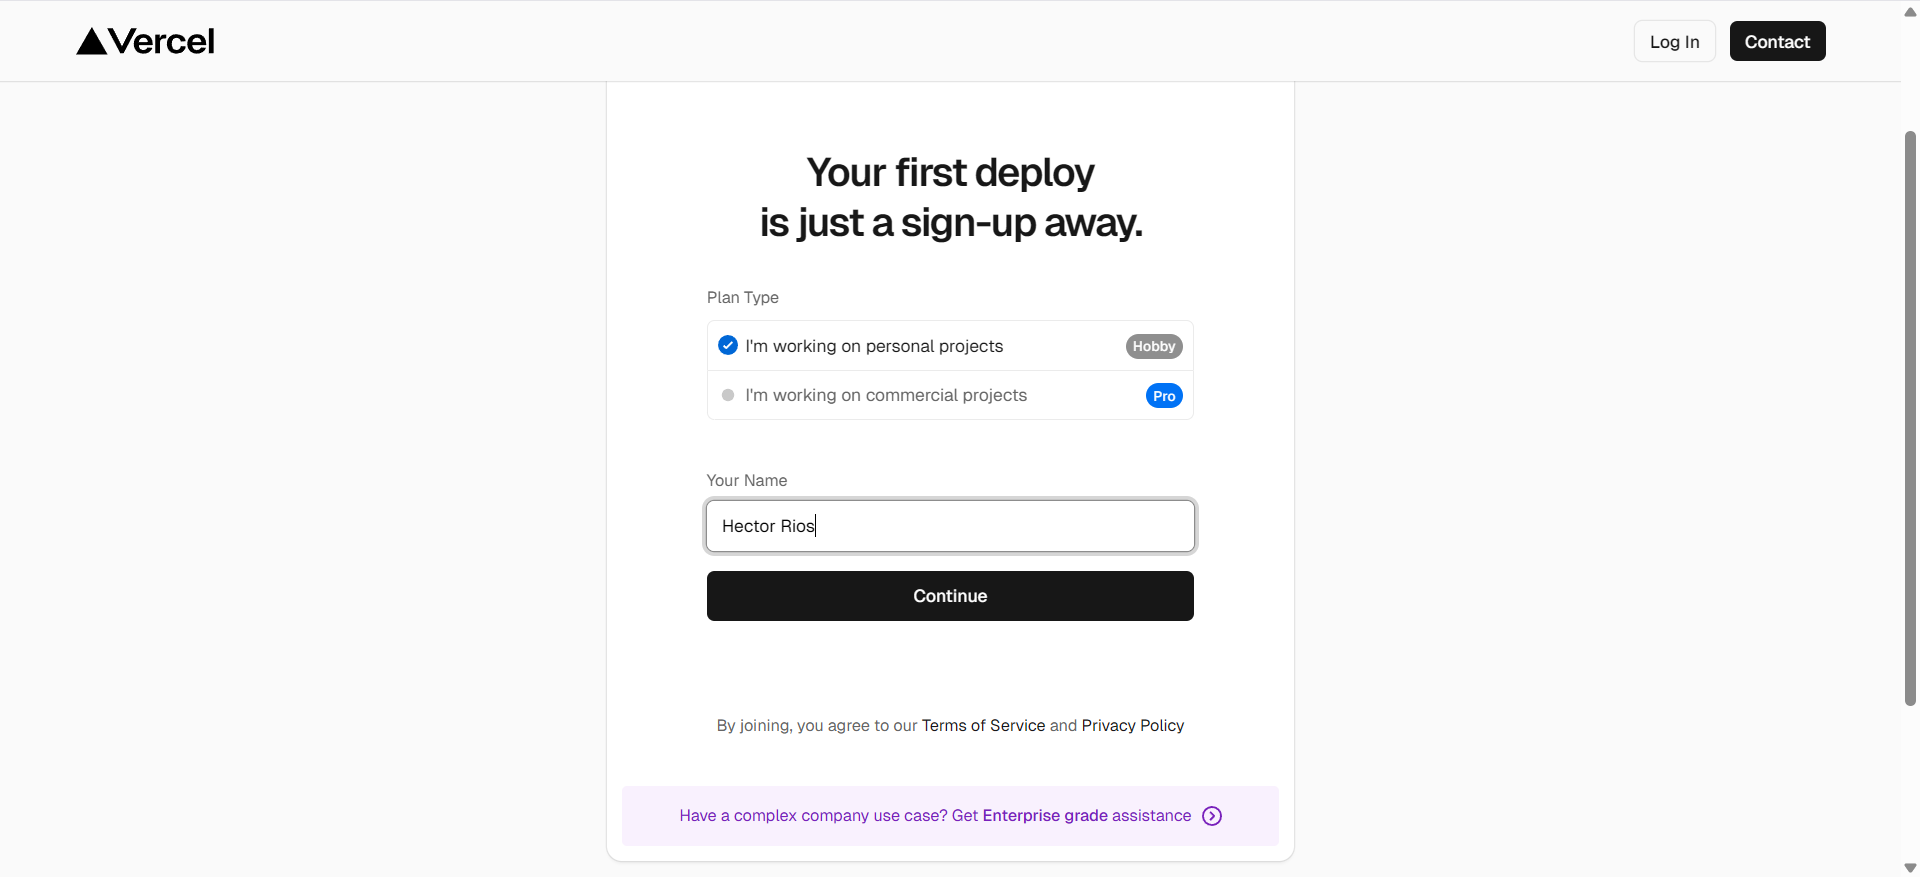 Vercel
Log In
Contact
Your first deploy
is just a sign-up away.
Plan Type
I'm working on personal projects
Hobby
I'm working on commercial projects
Pro
Your Name
Hector Rios
Continue
By joining, you agree to our Terms of Service and Privacy Policy
Have a complex company use case? Get Enterprise grade assistance